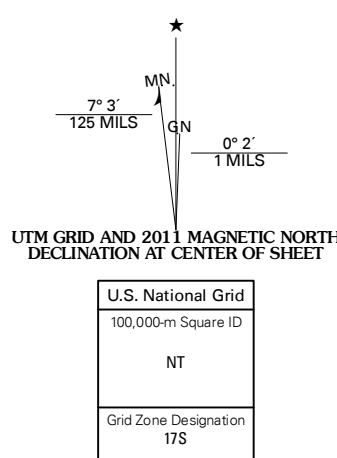 ★
MN.
GN
7° 3´
125 MILS
0° 2´
1 MILS
UTM GRID AND 2011 MAGNETIC NORTH
DECLINATION AT CENTER OF SHEET
U.S. National Grid
100,000-m Square ID
NT
Grid Zone Designation
17S